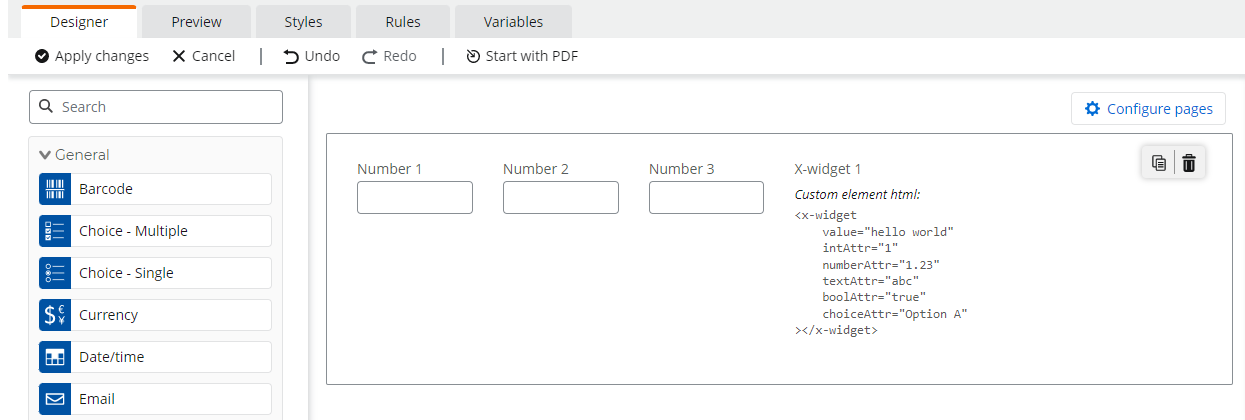 Designer Preview Styles Rules Variables
Apply changes Cancel | Undo Redo | Start with PDF
Search
Configure pages
General
Barcode
Choice - Multiple
Choice - Single
Currency
Date/time
Email
Number 1 Number 2 Number 3 X-widget 1
Custom element html:
<x-widget
value="hello world"
intAttr="1"
numberAttr="1.23"
textAttr="abc"
boolAttr="true"
choiceAttr="Option A"
></x-widget>